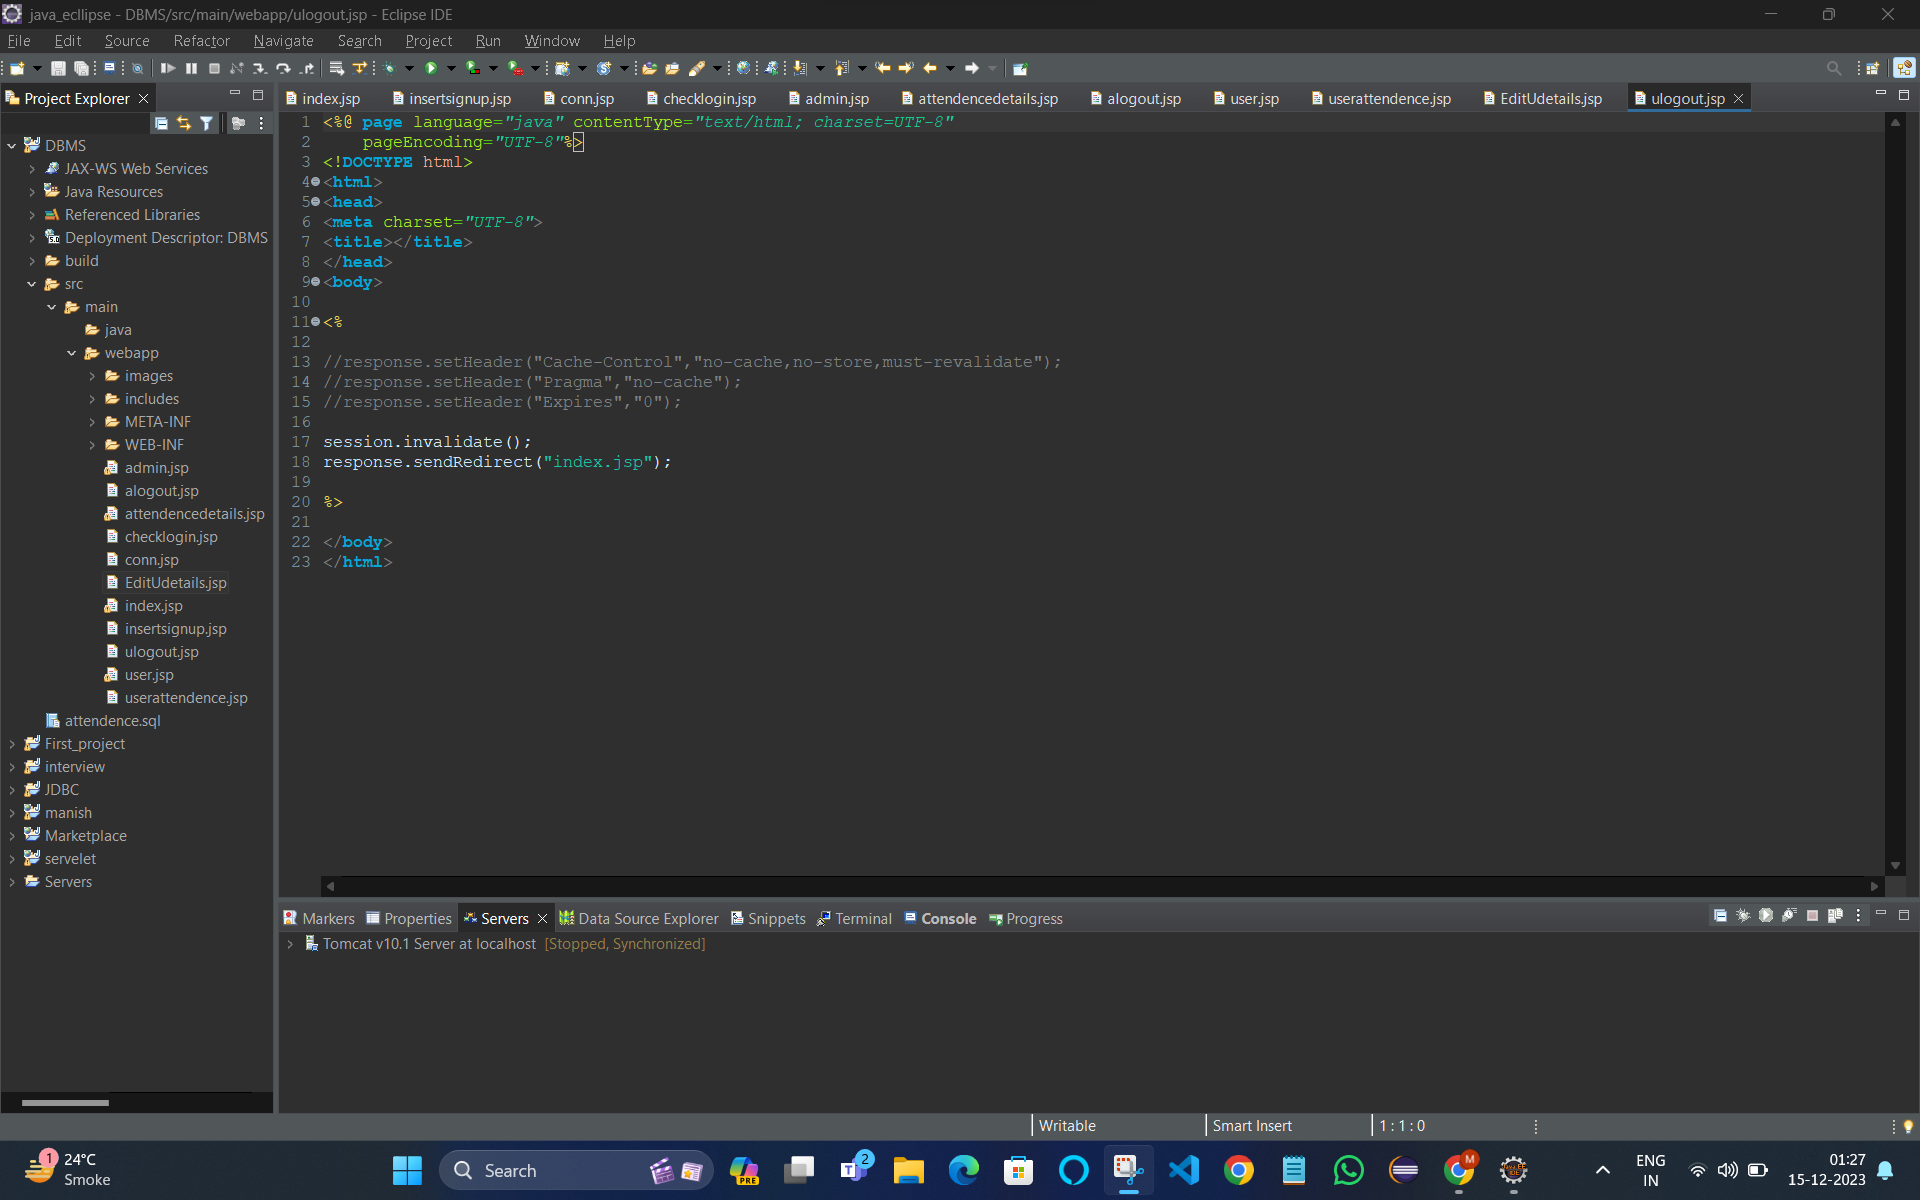 java_ecllipse - DBMS/src/main/webapp/ulogout.jsp - Eclipse IDE
File Edit Source Refactor Navigate Search Project Run Window Help
Project Explorer
DBMS
JAX-WS Web Services
Java Resources
Referenced Libraries
Deployment Descriptor: DBMS
build
src
main
java
webapp
images
includes
META-INF
WEB-INF
admin.jsp
alogout.jsp
attendencedetails.jsp
checklogin.jsp
conn.jsp
EditUdetails.jsp
index.jsp
insertsignup.jsp
ulogout.jsp
user.jsp
userattendence.jsp
attendence.sql
First_project
interview
JDBC
manish
Marketplace
servelet
Servers
index.jsp insertsignup.jsp conn.jsp checklogin.jsp admin.jsp attendencedetails.jsp alogout.jsp user.jsp userattendence.jsp EditUdetails.jsp ulogout.jsp
1 <%@ page language="java" contentType="text/html; charset=UTF-8"
2     pageEncoding="UTF-8"%>
3 <!DOCTYPE html>
4 <html>
5 <head>
6 <meta charset="UTF-8">
7 <title></title>
8 </head>
9 <body>
10
11 <%
12
13 //response.setHeader("Cache-Control","no-cache,no-store,must-revalidate");
14 //response.setHeader("Pragma","no-cache");
15 //response.setHeader("Expires","0");
16
17 session.invalidate();
18 response.sendRedirect("index.jsp");
19
20 %>
21
22 </body>
23 </html>
Markers Properties Servers Data Source Explorer Snippets Terminal Console Progress
Tomcat v10.1 Server at localhost [Stopped, Synchronized]
Writable Smart Insert 1 : 1 : 0
1
24°C
Smoke
Search
PRE
2
M
ENG
IN
01:27
15-12-2023